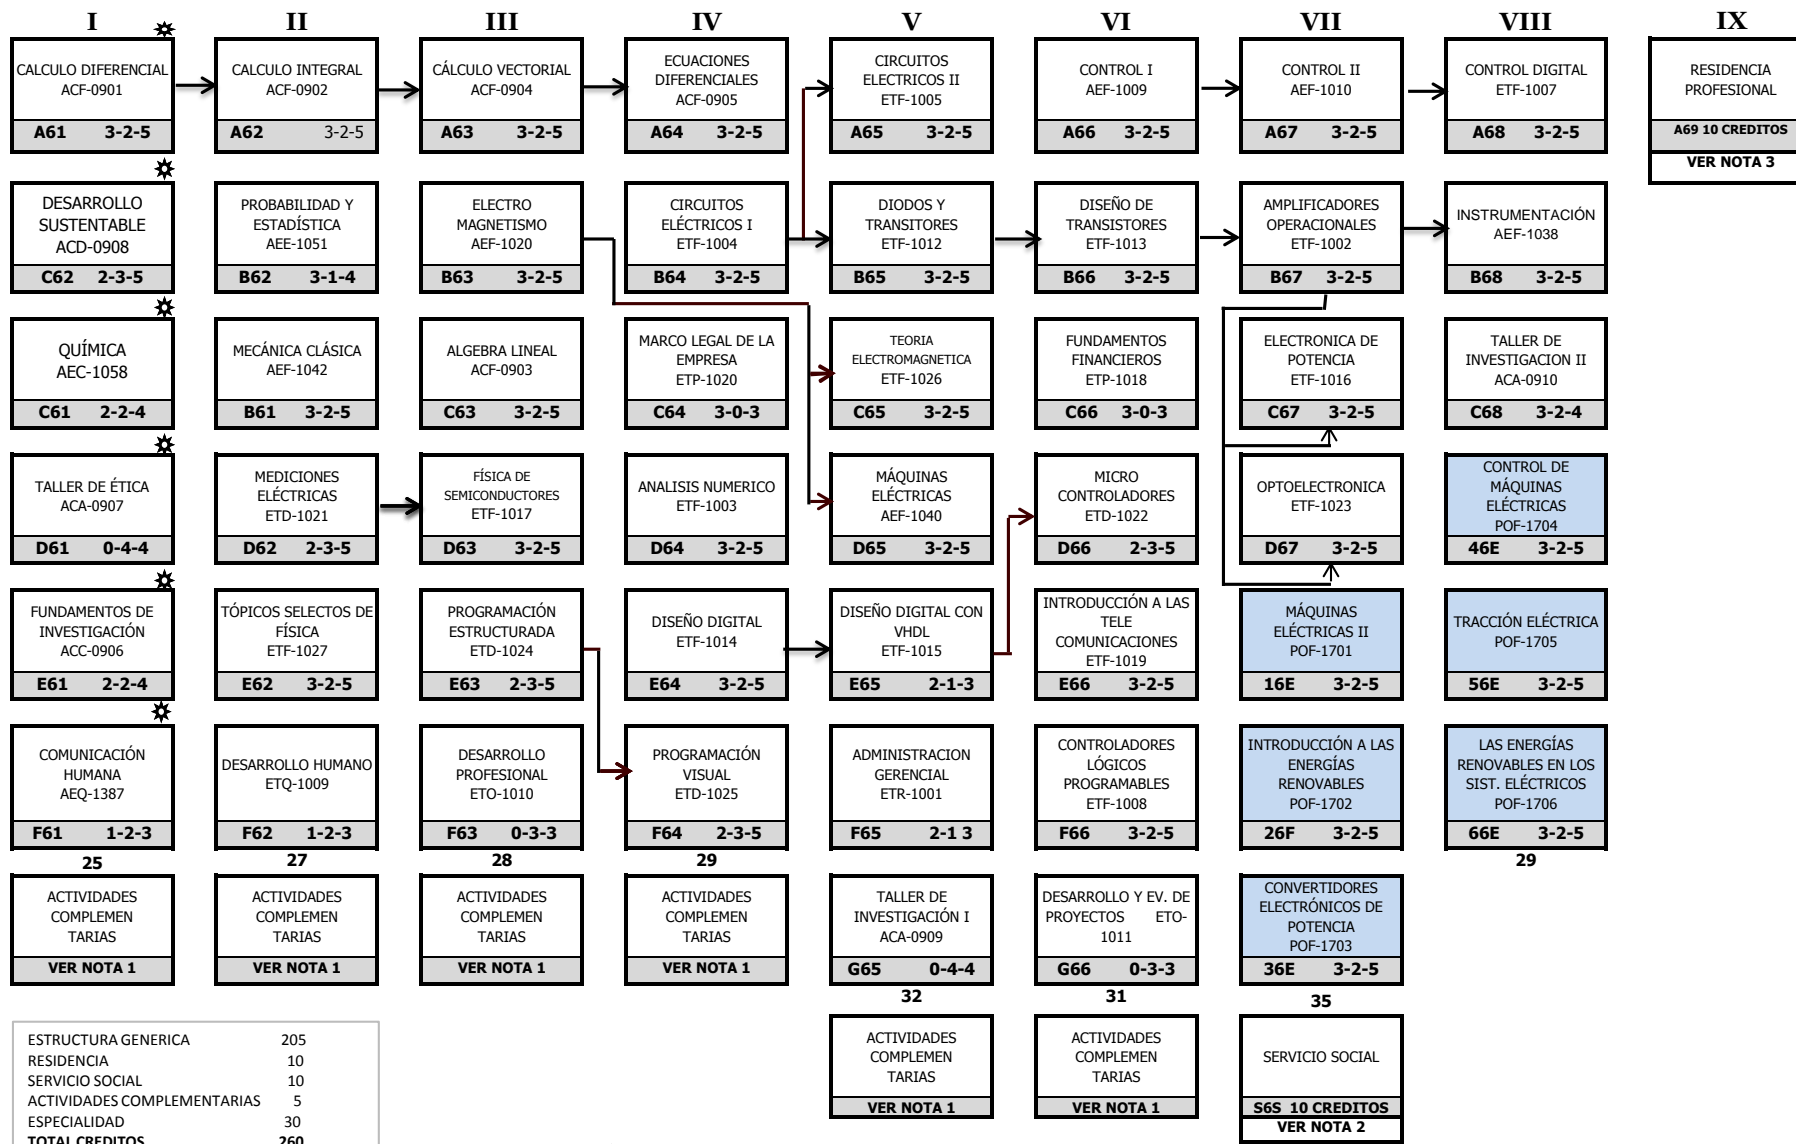 I
II
III
IV
V
VI
VII
VIII
IX
CALCULO DIFERENCIAL
ACF-0901
A61 3-2-5
CALCULO INTEGRAL
ACF-0902
A62 3-2-5
CÁLCULO VECTORIAL
ACF-0904
A63 3-2-5
ECUACIONES
DIFERENCIALES
ACF-0905
A64 3-2-5
CIRCUITOS
ELECTRICOS II
ETF-1005
A65 3-2-5
CONTROL I
AEF-1009
A66 3-2-5
CONTROL II
AEF-1010
A67 3-2-5
CONTROL DIGITAL
ETF-1007
A68 3-2-5
RESIDENCIA
PROFESIONAL
A69 10 CREDITOS
VER NOTA 3
DESARROLLO
SUSTENTABLE
ACD-0908
C62 2-3-5
PROBABILIDAD Y
ESTADÍSTICA
AEE-1051
B62 3-1-4
ELECTRO
MAGNETISMO
AEF-1020
B63 3-2-5
CIRCUITOS
ELÉCTRICOS I
ETF-1004
B64 3-2-5
DIODOS Y
TRANSITORES
ETF-1012
B65 3-2-5
DISEÑO DE
TRANSISTORES
ETF-1013
B66 3-2-5
AMPLIFICADORES
OPERACIONALES
ETF-1002
B67 3-2-5
INSTRUMENTACIÓN
AEF-1038
B68 3-2-5
QUÍMICA
AEC-1058
C61 2-2-4
MECÁNICA CLÁSICA
AEF-1042
B61 3-2-5
ALGEBRA LINEAL
ACF-0903
C63 3-2-5
MARCO LEGAL DE LA
EMPRESA
ETP-1020
C64 3-0-3
TEORIA
ELECTROMAGNETICA
ETF-1026
C65 3-2-5
FUNDAMENTOS
FINANCIEROS
ETP-1018
C66 3-0-3
ELECTRONICA DE
POTENCIA
ETF-1016
C67 3-2-5
TALLER DE
INVESTIGACION II
ACA-0910
C68 3-2-4
TALLER DE ÉTICA
ACA-0907
D61 0-4-4
MEDICIONES
ELÉCTRICAS
ETD-1021
D62 2-3-5
FÍSICA DE
SEMICONDUCTORES
ETF-1017
D63 3-2-5
ANALISIS NUMERICO
ETF-1003
D64 3-2-5
MÁQUINAS
ELÉCTRICAS
AEF-1040
D65 3-2-5
MICRO
CONTROLADORES
ETD-1022
D66 2-3-5
OPTOELECTRONICA
ETF-1023
D67 3-2-5
CONTROL DE
MÁQUINAS
ELÉCTRICAS
POF-1704
46E 3-2-5
FUNDAMENTOS DE
INVESTIGACIÓN
ACC-0906
E61 2-2-4
TÓPICOS SELECTOS DE
FÍSICA
ETF-1027
E62 3-2-5
PROGRAMACIÓN
ESTRUCTURADA
ETD-1024
E63 2-3-5
DISEÑO DIGITAL
ETF-1014
E64 3-2-5
DISEÑO DIGITAL CON
VHDL
ETF-1015
E65 2-1-3
INTRODUCCIÓN A LAS
TELE
COMUNICACIONES
ETF-1019
E66 3-2-5
MÁQUINAS
ELÉCTRICAS II
POF-1701
16E 3-2-5
TRACCIÓN ELÉCTRICA
POF-1705
56E 3-2-5
COMUNICACIÓN
HUMANA
AEQ-1387
F61 1-2-3
DESARROLLO HUMANO
ETQ-1009
F62 1-2-3
DESARROLLO
PROFESIONAL
ETO-1010
F63 0-3-3
PROGRAMACIÓN
VISUAL
ETD-1025
F64 2-3-5
ADMINISTRACION
GERENCIAL
ETR-1001
F65 2-1 3
CONTROLADORES
LÓGICOS
PROGRAMABLES
ETF-1008
F66 3-2-5
INTRODUCCIÓN A LAS
ENERGÍAS
RENOVABLES
POF-1702
26F 3-2-5
LAS ENERGÍAS
RENOVABLES EN LOS
SIST. ELÉCTRICOS
POF-1706
66E 3-2-5
25
27
28
29
29
ACTIVIDADES
COMPLEMEN
TARIAS
VER NOTA 1
ACTIVIDADES
COMPLEMEN
TARIAS
VER NOTA 1
ACTIVIDADES
COMPLEMEN
TARIAS
VER NOTA 1
ACTIVIDADES
COMPLEMEN
TARIAS
VER NOTA 1
TALLER DE
INVESTIGACIÓN I
ACA-0909
G65 0-4-4
DESARROLLO Y EV. DE
PROYECTOS ETO-
1011
G66 0-3-3
CONVERTIDORES
ELECTRÓNICOS DE
POTENCIA
POF-1703
36E 3-2-5
32
31
35
ACTIVIDADES
COMPLEMEN
TARIAS
VER NOTA 1
ACTIVIDADES
COMPLEMEN
TARIAS
VER NOTA 1
SERVICIO SOCIAL
S6S 10 CREDITOS
VER NOTA 2
ESTRUCTURA GENERICA 205
RESIDENCIA 10
SERVICIO SOCIAL 10
ACTIVIDADES COMPLEMENTARIAS 5
ESPECIALIDAD 30
TOTAL CREDITOS 260